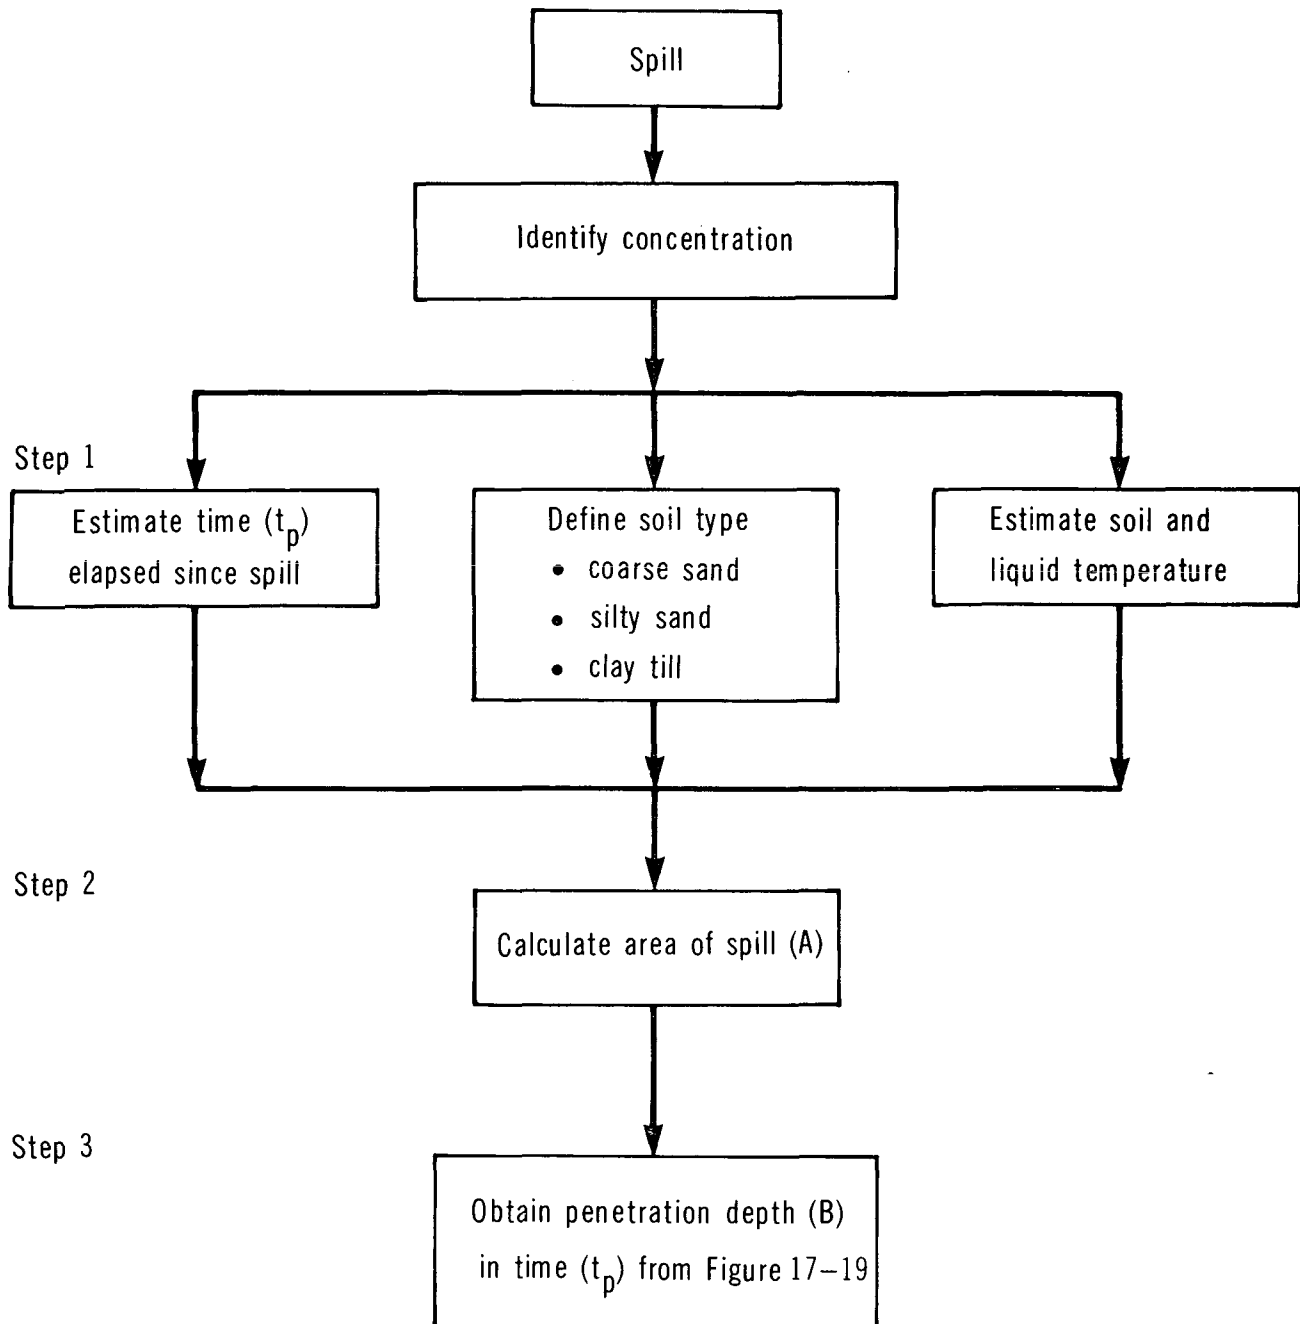 Spill
Identify concentration
Step 1
Estimate time (tp)
elapsed since spill
Define soil type
• coarse sand
• silty sand
• clay till
Estimate soil and
liquid temperature
Step 2
Calculate area of spill (A)
Step 3
Obtain penetration depth (B)
in time (tp) from Figure 17–19